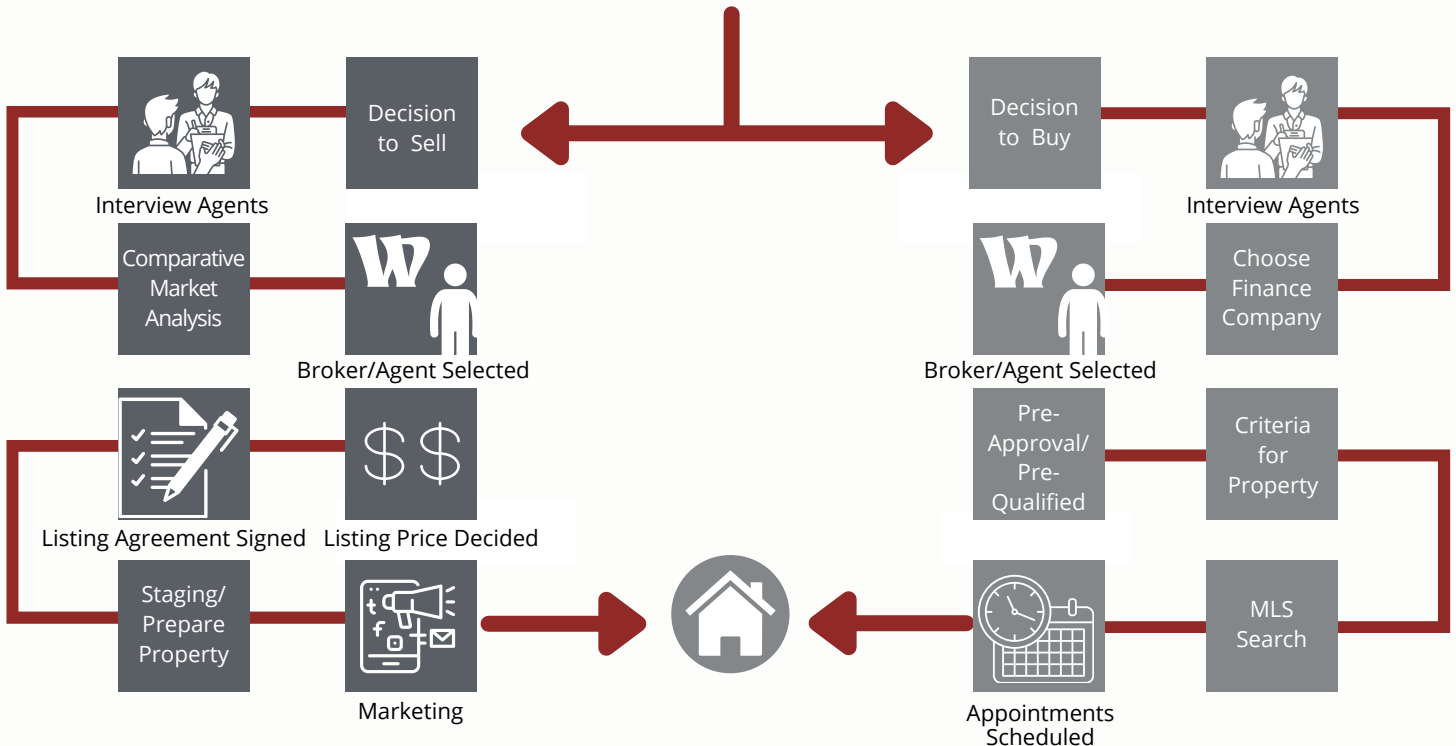 Decision
to Sell
Interview Agents
Comparative
Market
Analysis
W
Broker/Agent Selected
Listing Agreement Signed
$ $
Listing Price Decided
Staging/
Prepare
Property
t
f
Marketing
Decision
to Buy
Interview Agents
W
Broker/Agent Selected
Choose
Finance
Company
Pre-
Approval/
Pre-
Qualified
Criteria
for
Property
Appointments
Scheduled
MLS
Search